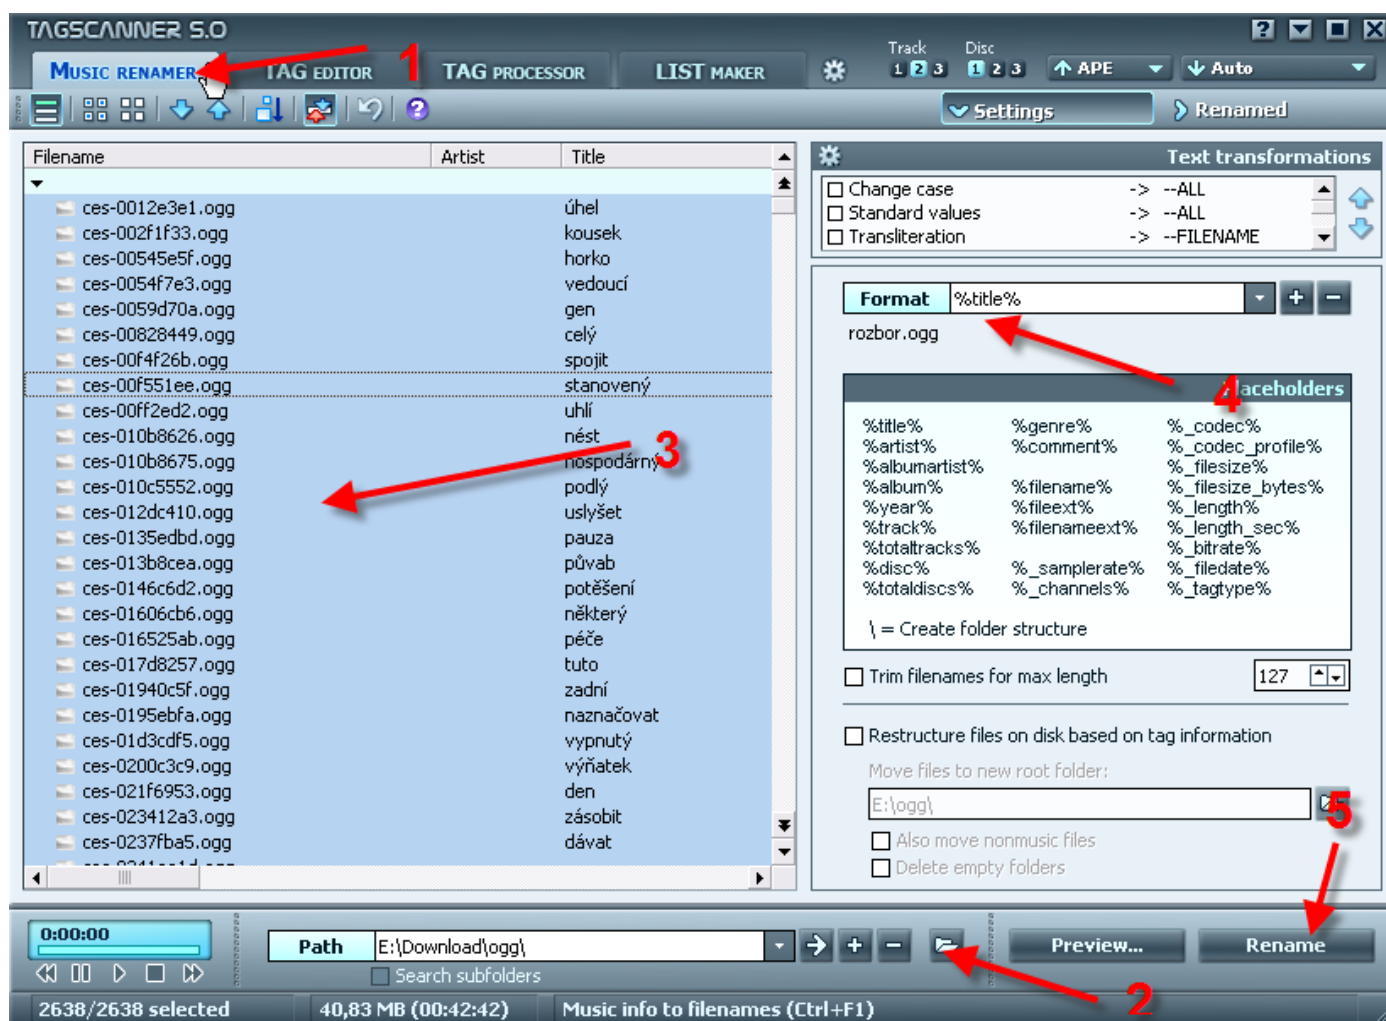 TAGSCANNER 5.0
Track Disc
MUSIC RENAMER TAG EDITOR TAG PROCESSOR LIST MAKER 1 2 3 1 2 3 APE Auto
1
Settings Renamed
Filename Artist Title
ces-0012e3e1.ogg úhel
ces-002f1f33.ogg kousek
ces-00545e5f.ogg horko
ces-0054f7e3.ogg vedoucí
ces-0059d70a.ogg gen
ces-00828449.ogg celý
ces-00f4f26b.ogg spojit
ces-00f551ee.ogg stanovený
ces-00ff2ed2.ogg uhlí
ces-010b8626.ogg nést
ces-010b8675.ogg hospodárný
3
ces-010c5552.ogg podlý
ces-012dc410.ogg uslyšet
ces-0135edbd.ogg pauza
ces-013b8cea.ogg půvab
ces-0146c6d2.ogg potěšení
ces-01606cb6.ogg některý
ces-016525ab.ogg péče
ces-017d8257.ogg tuto
ces-01940c5f.ogg zadní
ces-0195ebfa.ogg naznačovat
ces-01d3cdf5.ogg vypnutý
ces-0200c3c9.ogg výňatek
ces-021f6953.ogg den
ces-023412a3.ogg zásobit
ces-0237fba5.ogg dávat
Text transformations
Change case -> --ALL
Standard values -> --ALL
Transliteration -> --FILENAME
Format %title%
rozbor.ogg
4
Placeholders
%title% %genre% %_codec%
%artist% %comment% %_codec_profile%
%albumartist% %_filesize%
%album% %filename% %_filesize_bytes%
%year% %fileext% %_length%
%track% %filenameext% %_length_sec%
%totaltracks% %_bitrate%
%disc% %_samplerate% %_filedate%
%totaldiscs% %_channels% %_tagtype%
\ = Create folder structure
Trim filenames for max length 127
Restructure files on disk based on tag information
Move files to new root folder:
E:\ogg\
5
Also move nonmusic files
Delete empty folders
0:00:00
Path E:\Download\ogg\ Preview... Rename
Search subfolders
2
2638/2638 selected 40,83 MB (00:42:42) Music info to filenames (Ctrl+F1)